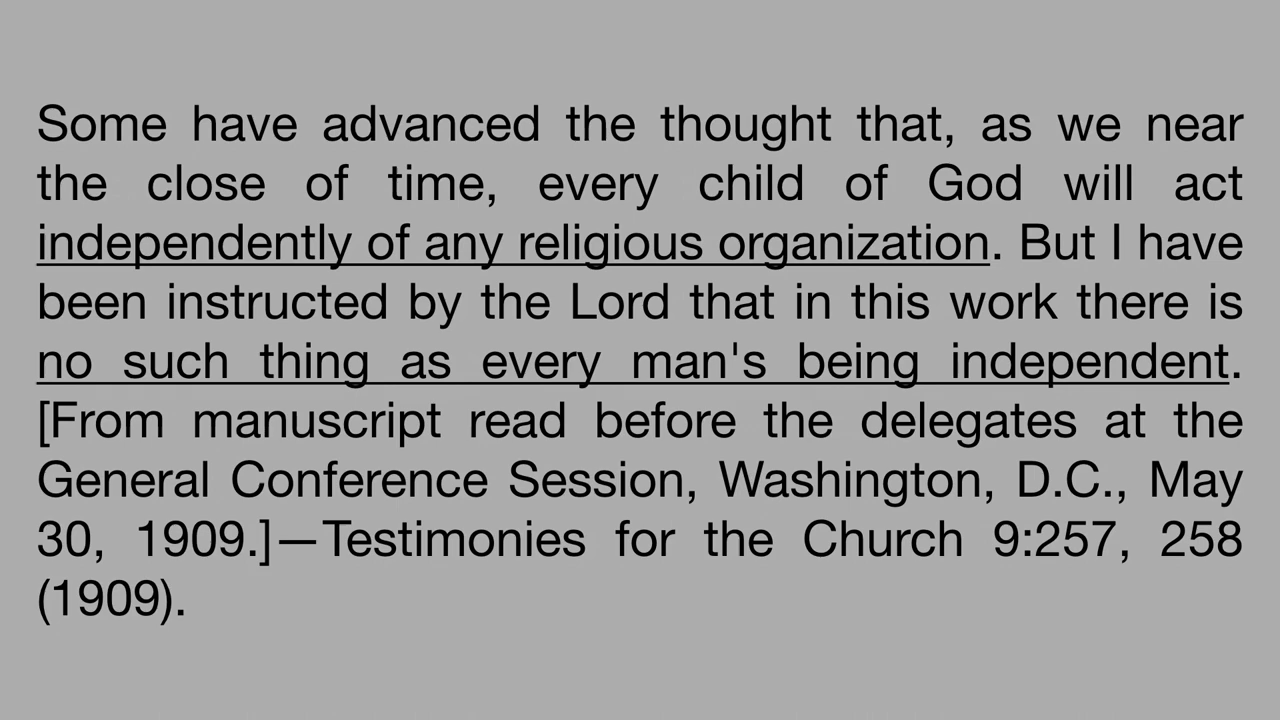 Some have advanced the thought that, as we near
the close of time, every child of God will act
independently of any religious organization. But I have
been instructed by the Lord that in this work there is
no such thing as every man's being independent.
[From manuscript read before the delegates at the
General Conference Session, Washington, D.C., May
30, 1909.]—Testimonies for the Church 9:257, 258
(1909).